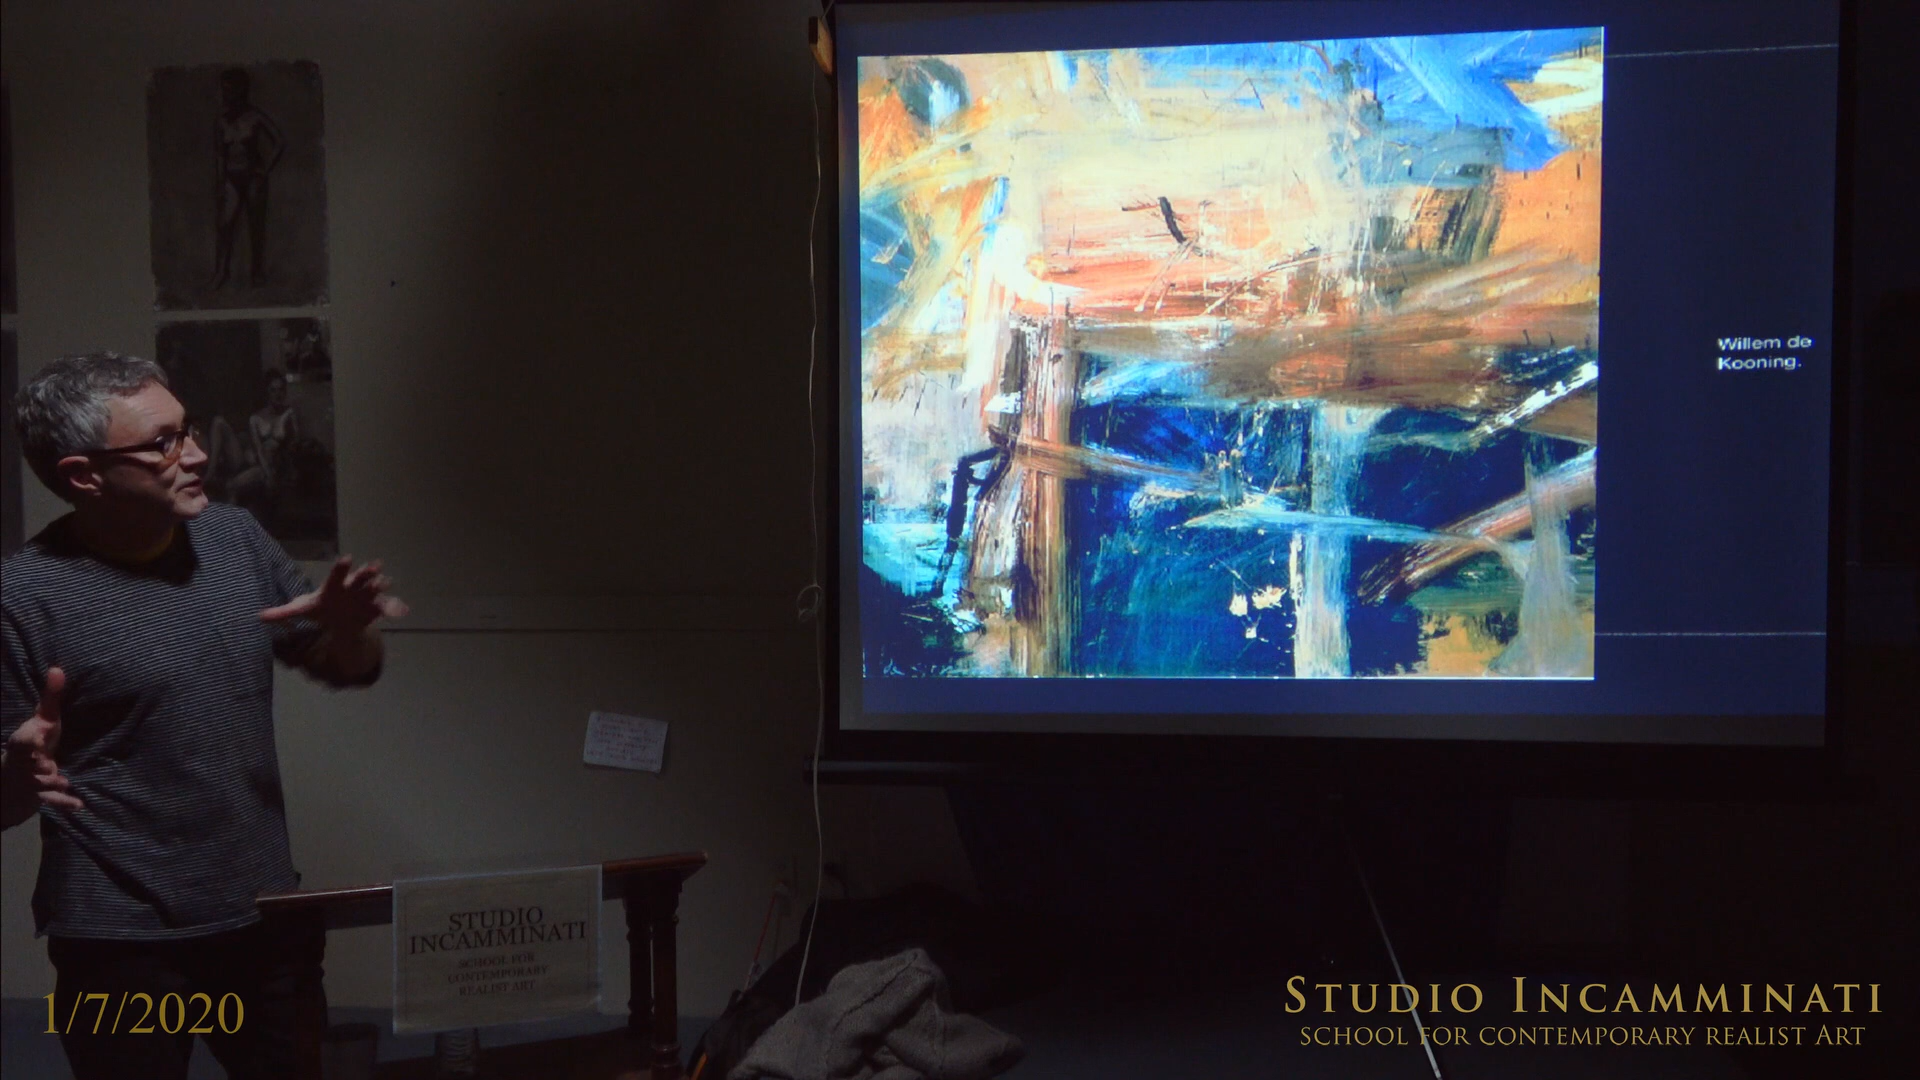 Willem de
Kooning.
STUDIO
INCAMMINATI
SCHOOL FOR
CONTEMPORARY
REALIST ART
1/7/2020
STUDIO INCAMMINATI
SCHOOL FOR CONTEMPORARY REALIST ART